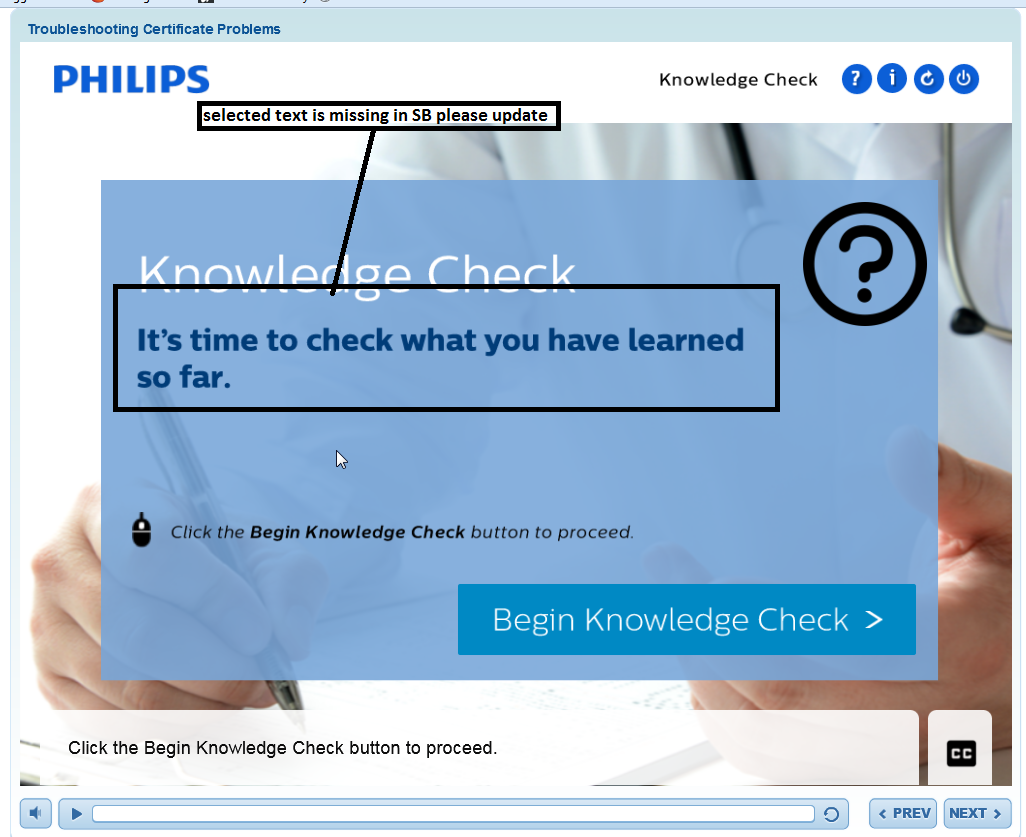 Troubleshooting Certificate Problems
PHILIPS
Knowledge Check
selected text is missing in SB please update
Knowledge Check
It's time to check what you have learned
so far.
Click the Begin Knowledge Check button to proceed.
Begin Knowledge Check >
Click the Begin Knowledge Check button to proceed.
CC
< PREV
NEXT >